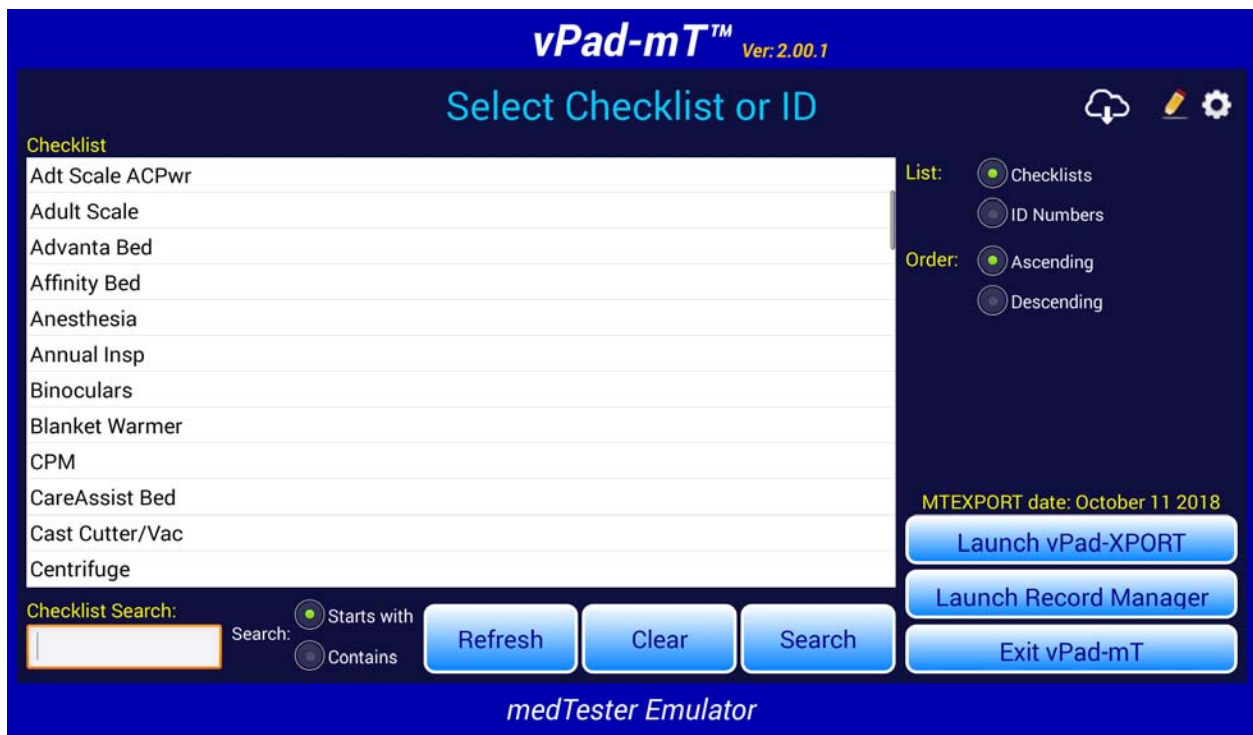 vPad-mT™ Ver: 2.00.1
Select Checklist or ID
Checklist
Adt Scale ACPwr
Adult Scale
Advanta Bed
Affinity Bed
Anesthesia
Annual Insp
Binoculars
Blanket Warmer
CPM
CareAssist Bed
Cast Cutter/Vac
Centrifuge
List:
Checklists
ID Numbers
Order:
Ascending
Descending
MTEXPORT date: October 11 2018
Launch vPad-XPORT
Launch Record Manager
Exit vPad-mT
Checklist Search:
Search:
Starts with
Contains
Refresh
Clear
Search
medTester Emulator